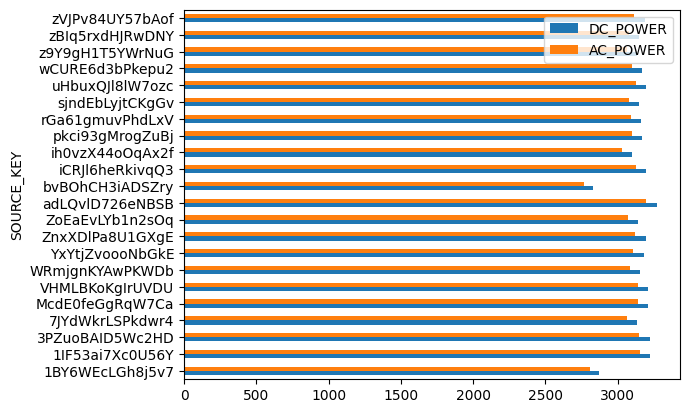 zVJPv84UY57bAof
zBIq5rxdHJRwDNY
z9Y9gH1T5YWrNuG
wCURE6d3bPkepu2
uHbuxQJl8lW7ozc
sjndEbLyjtCKgGv
rGa61gmuvPhdLxV
pkci93gMrogZuBj
ih0vzX44oOqAx2f
iCRJl6heRkivqQ3
bvBOhCH3iADSZry
adLQvlD726eNBSB
ZoEaEvLYb1n2sOq
ZnxXDlPa8U1GXgE
YxYtjZvoooNbGkE
WRmjgnKYAwPKWDb
VHMLBKoKgIrUVDU
McdE0feGgRqW7Ca
7JYdWkrLSPkdwr4
3PZuoBAID5Wc2HD
1IF53ai7Xc0U56Y
1BY6WEcLGh8j5v7
SOURCE_KEY
DC_POWER
AC_POWER
0 500 1000 1500 2000 2500 3000